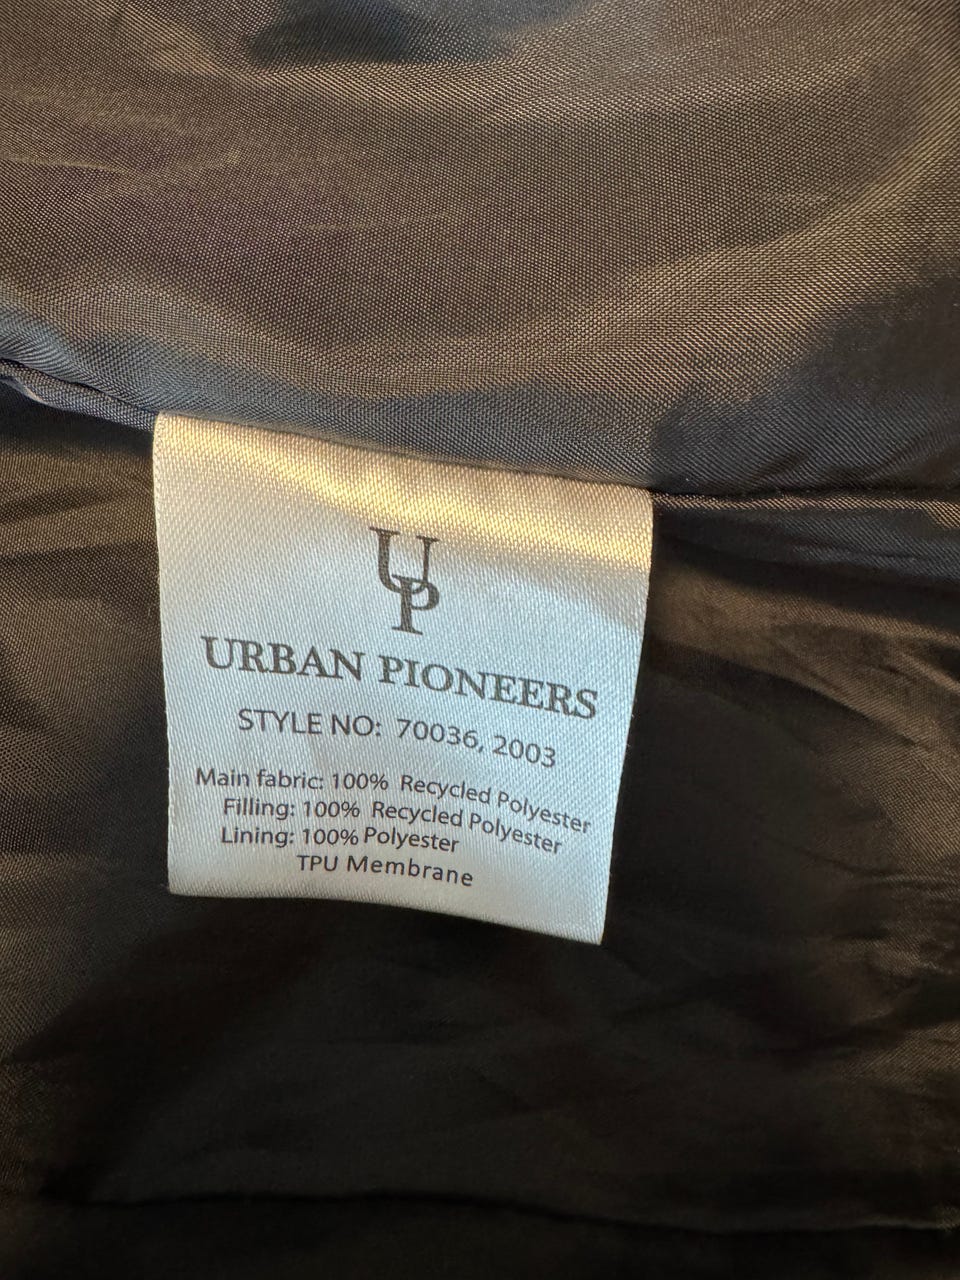 UP
URBAN PIONEERS
STYLE NO: 70036, 2003
Main fabric: 100% Recycled Polyester
Filling: 100% Recycled Polyester
Lining: 100% Polyester
TPU Membrane